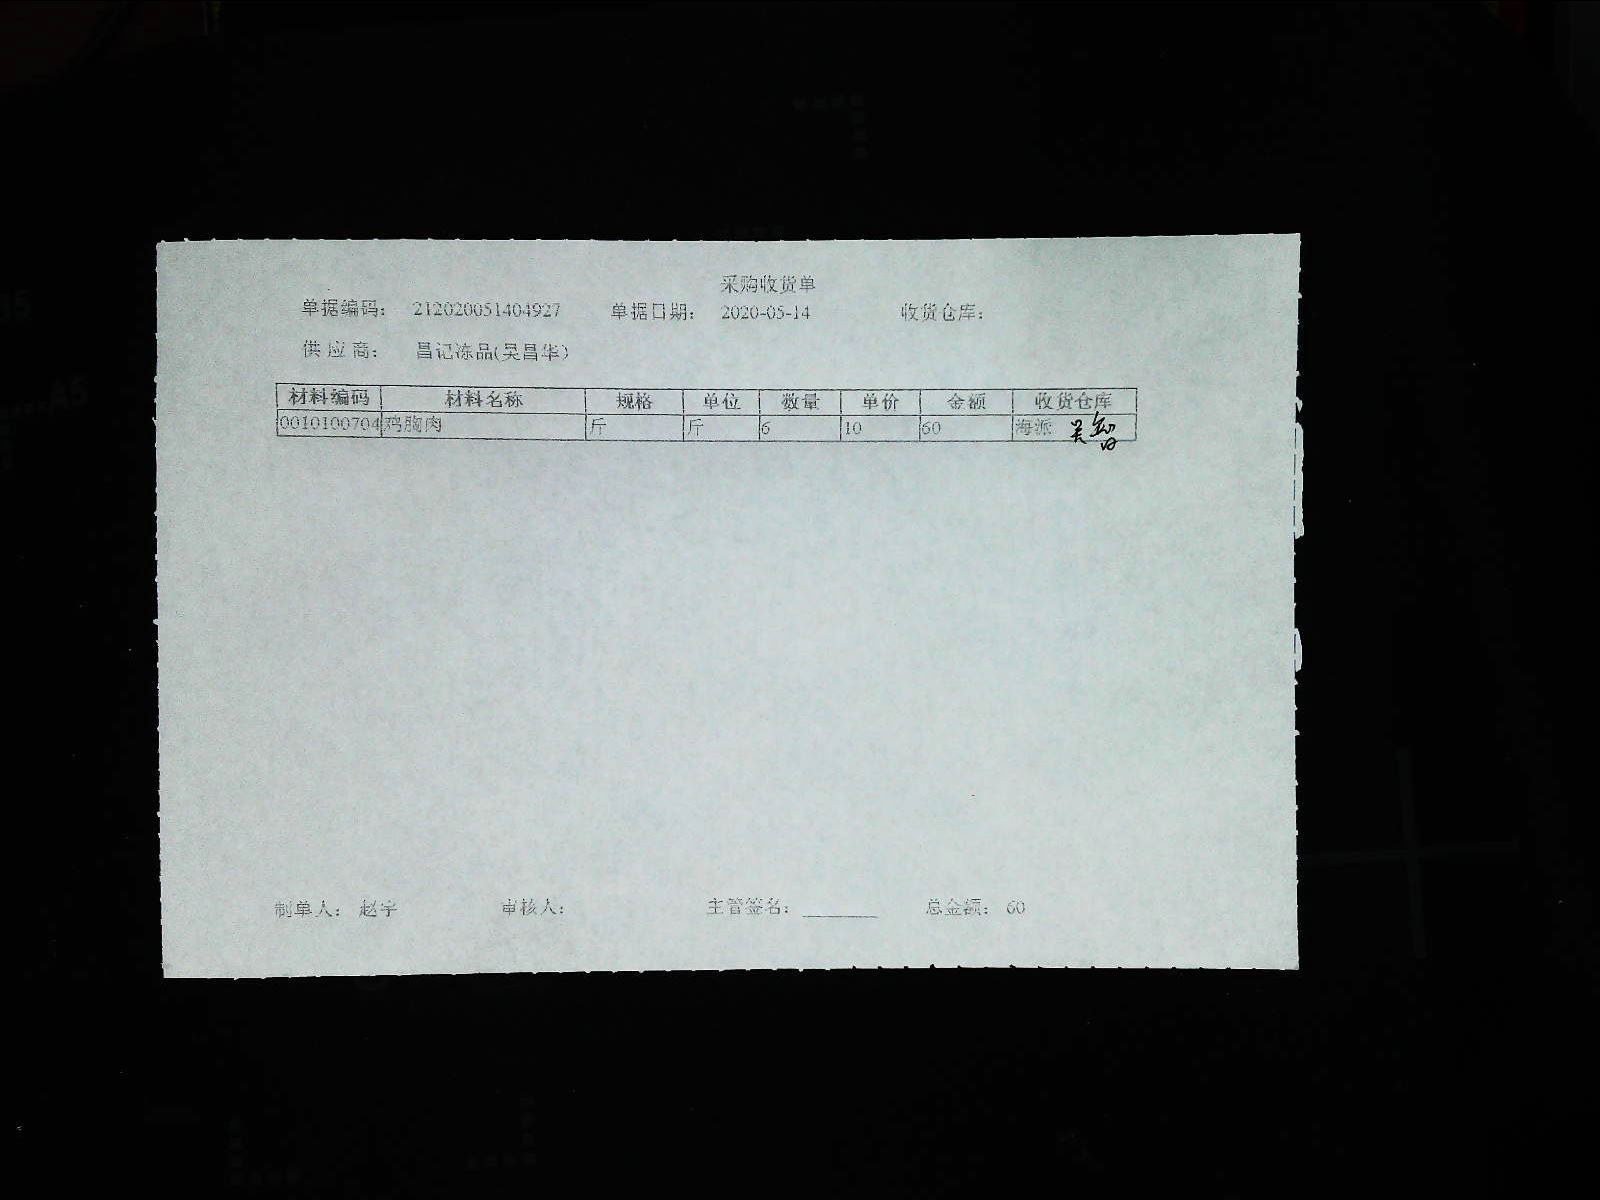 采购收货单
单据编码： 212020051404927 单据日期： 2020-05-14 收货仓库：
供 应 商： 昌记冻品(吴昌华)
材料编码 材料名称 规格 单位 数量 单价 金额 收货仓库
0010100704 鸡胸肉 斤 斤 6 10 60 海派
制单人： 赵宇 审核人： 主管签名： ________ 总金额： 60